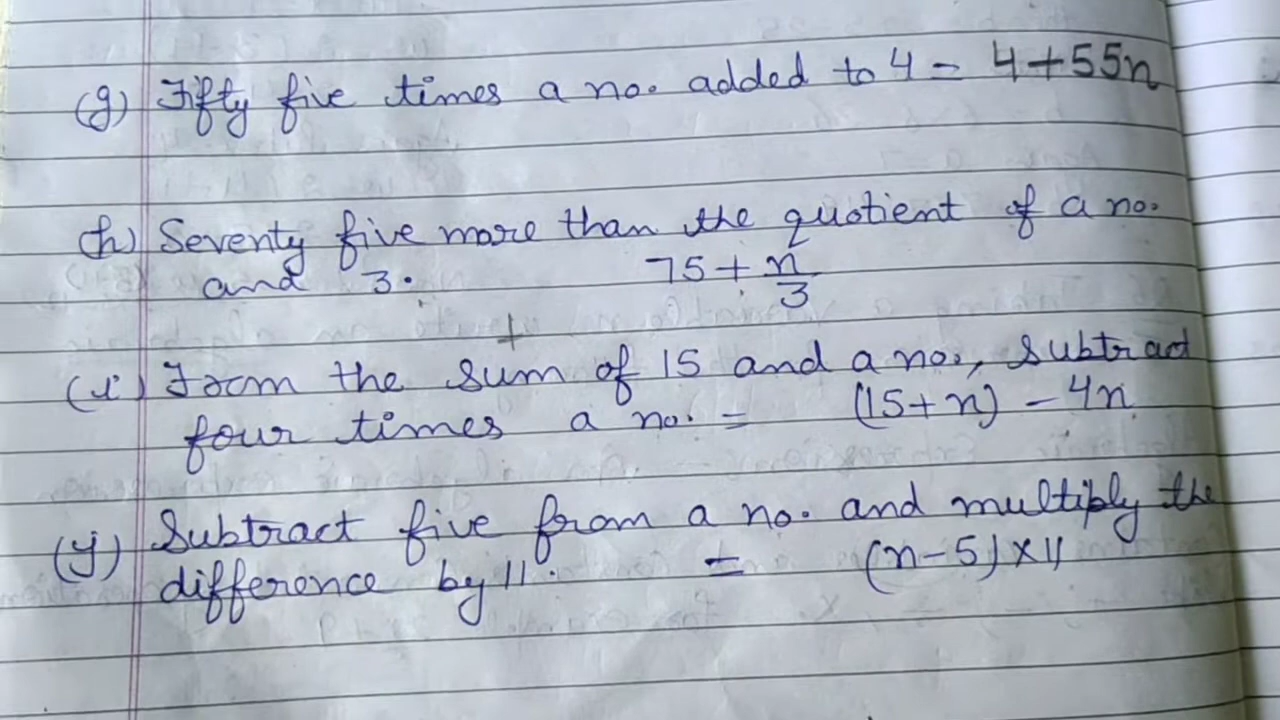 (g) Fifty five times a no. added to 4 = 4+55n
(h) Seventy five more than the quotient of a no.
and 3. 75 + n/3
+
(i) From the sum of 15 and a no., subtract
four times a no. = (15+n) - 4n
(j) Subtract five from a no. and multiply the
difference by 11. = (n-5) × 11